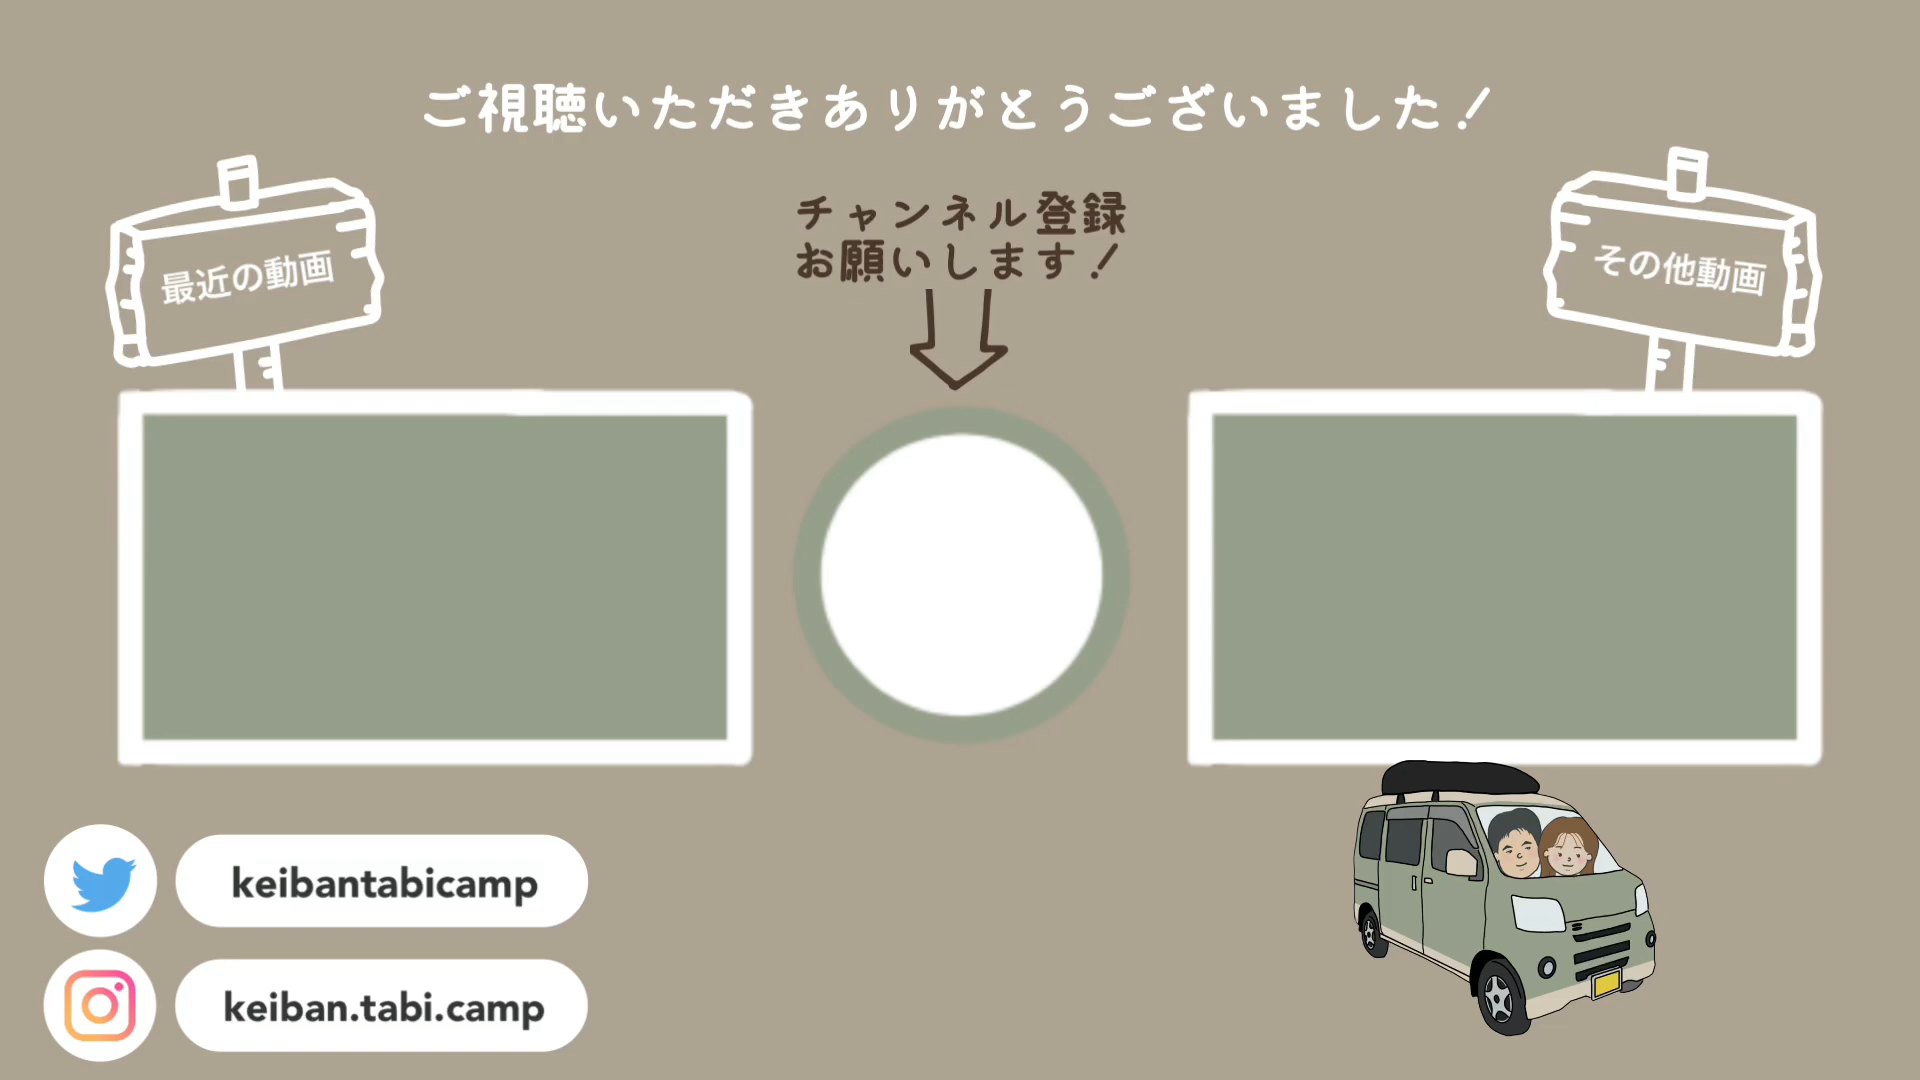 ご視聴いただきありがとうございました!
チャンネル登録
お願いします!
最近の動画
その他動画
keibantabicamp
keiban.tabi.camp